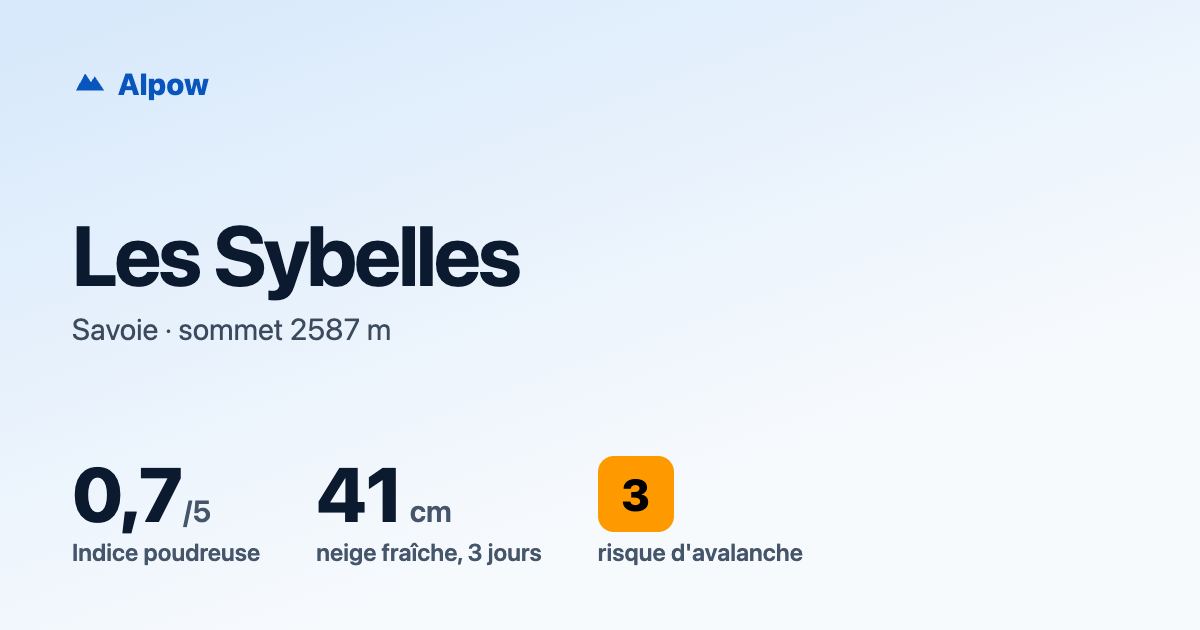 Alpow
Les Sybelles
Savoie · sommet 2587 m
0,7/5
Indice poudreuse
41 cm
neige fraîche, 3 jours
3
risque d'avalanche